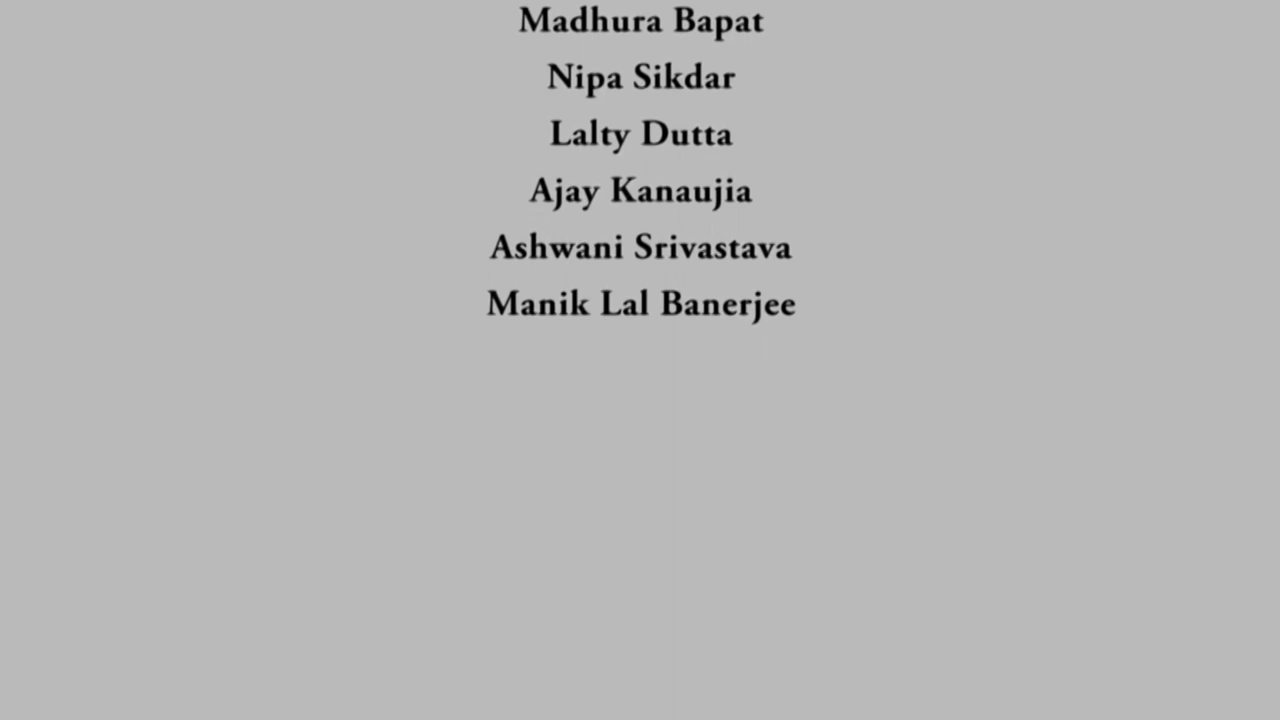 Madhura Bapat
Nipa Sikdar
Lalty Dutta
Ajay Kanaujia
Ashwani Srivastava
Manik Lal Banerjee